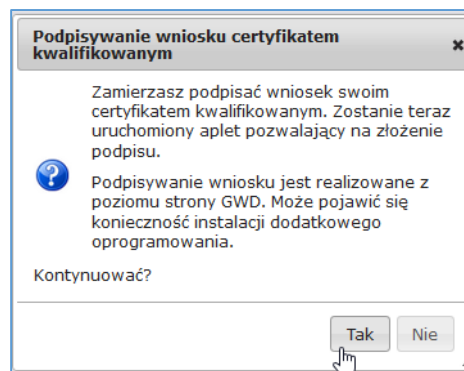 Podpisywanie wniosku certyfikatem
kwalifikowanym
Zamierzasz podpisać wniosek swoim
certyfikatem kwalifikowanym. Zostanie teraz
uruchomiony aplet pozwalający na złożenie
podpisu.
Podpisywanie wniosku jest realizowane z
poziomu strony GWD. Może pojawić się
konieczność instalacji dodatkowego
oprogramowania.
Kontynuować?
Tak Nie